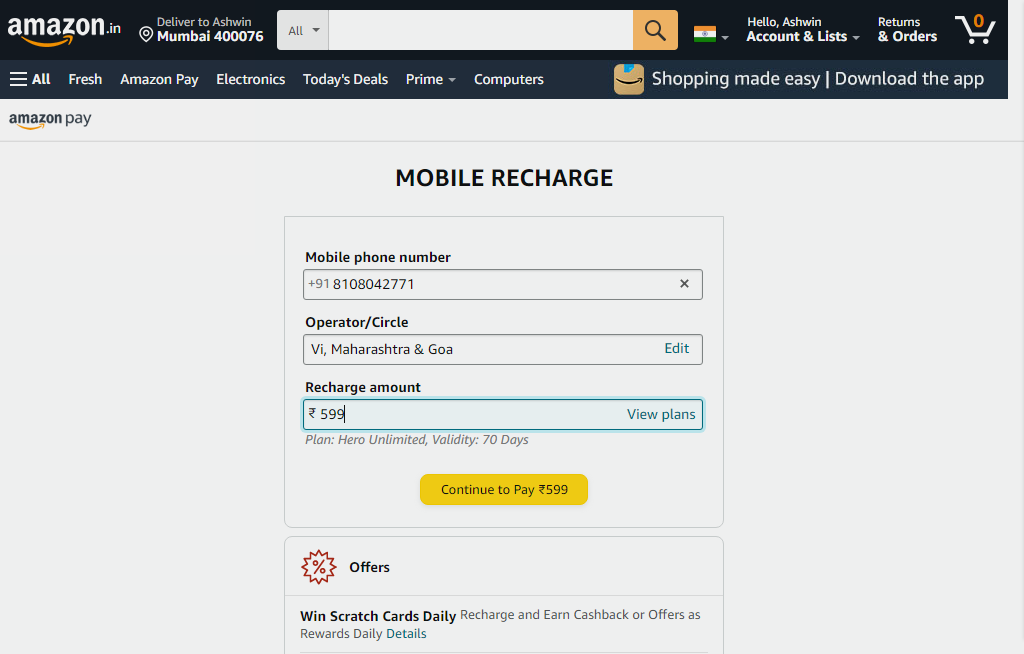 amazon.in
Deliver to Ashwin
Mumbai 400076
All
Hello, Ashwin
Account & Lists
Returns
& Orders
0
All Fresh Amazon Pay Electronics Today's Deals Prime Computers
Shopping made easy | Download the app
amazon pay
MOBILE RECHARGE
Mobile phone number
+91 8108042771 ×
Operator/Circle
Vi, Maharashtra & Goa Edit
Recharge amount
₹ 599 View plans
Plan: Hero Unlimited, Validity: 70 Days
Continue to Pay ₹599
% Offers
Win Scratch Cards Daily Recharge and Earn Cashback or Offers as
Rewards Daily Details